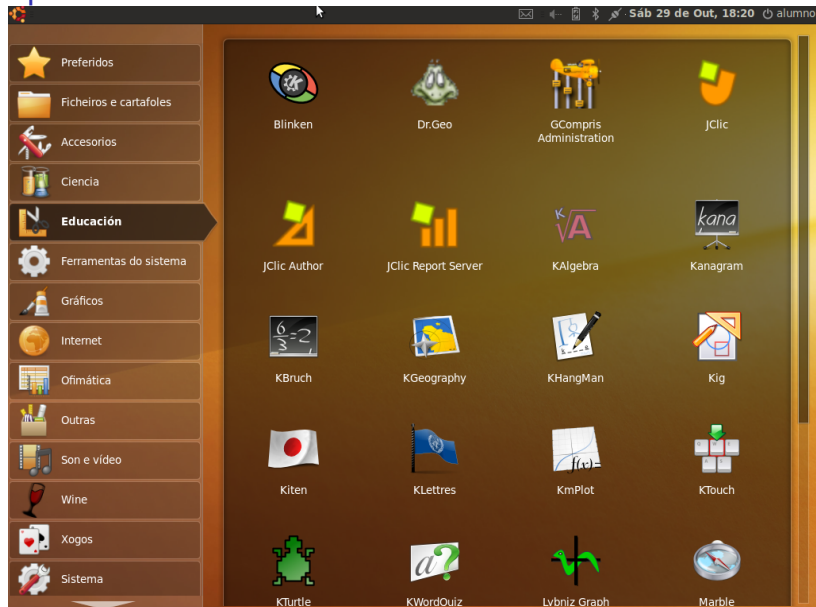 Sáb 29 de Out, 18:20 alumno
Preferidos
Ficheiros e cartafoles
Accesorios
Ciencia
Educación
Ferramentas do sistema
Gráficos
Internet
Ofimática
Outras
Son e vídeo
Wine
Xogos
Sistema
Blinken Dr.Geo GCompris JClic
Administration
kana
JClic Author JClic Report Server KAlgebra Kanagram
KBruch KGeography KHangMan Kig
f(x)=
Kiten KLettres KmPlot KTouch
a?
KTurtle KWordQuiz Lybniz Graph Marble